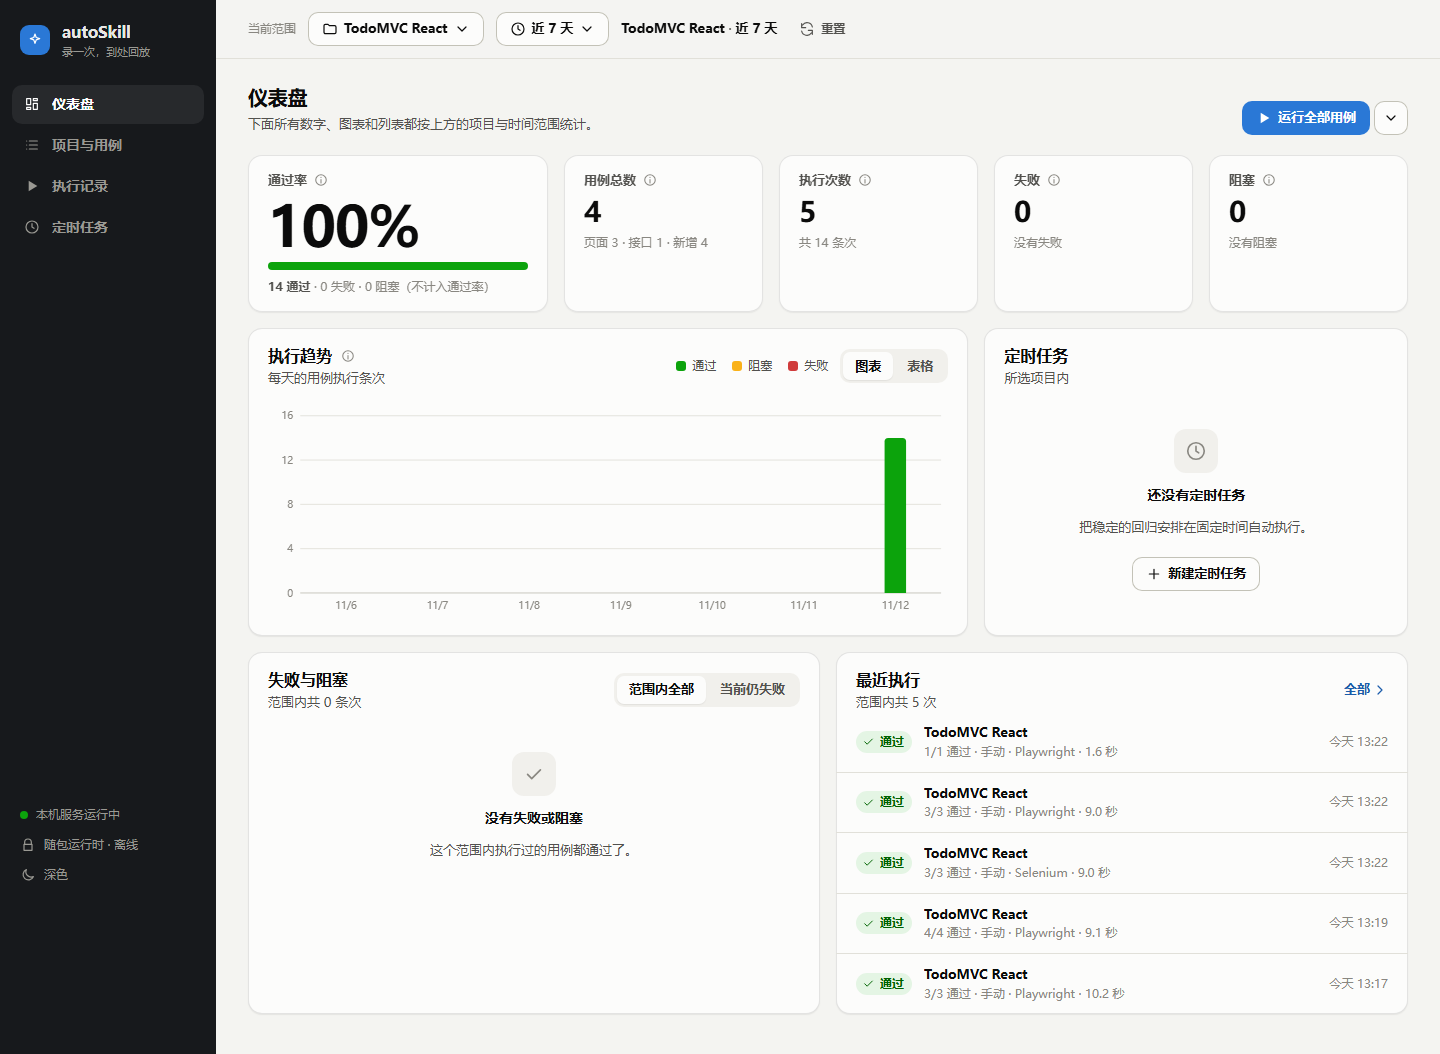 autoSkill
录一次，到处回放
仪表盘
项目与用例
执行记录
定时任务
本机服务运行中
随包运行时 · 离线
深色
当前范围
TodoMVC React
近 7 天
TodoMVC React · 近 7 天
重置
仪表盘
下面所有数字、图表和列表都按上方的项目与时间范围统计。
运行全部用例
通过率
100%
14 通过 · 0 失败 · 0 阻塞（不计入通过率）
用例总数
4
页面 3 · 接口 1 · 新增 4
执行次数
5
共 14 条次
失败
0
没有失败
阻塞
0
没有阻塞
执行趋势
每天的用例执行条次
通过
阻塞
失败
图表
表格
16
12
8
4
0
11/6
11/7
11/8
11/9
11/10
11/11
11/12
定时任务
所选项目内
还没有定时任务
把稳定的回归安排在固定时间自动执行。
新建定时任务
失败与阻塞
范围内共 0 条次
范围内全部
当前仍失败
没有失败或阻塞
这个范围内执行过的用例都通过了。
最近执行
范围内共 5 次
全部
通过
TodoMVC React
1/1 通过 · 手动 · Playwright · 1.6 秒
今天 13:22
通过
TodoMVC React
3/3 通过 · 手动 · Playwright · 9.0 秒
今天 13:22
通过
TodoMVC React
3/3 通过 · 手动 · Selenium · 9.0 秒
今天 13:22
通过
TodoMVC React
4/4 通过 · 手动 · Playwright · 9.1 秒
今天 13:19
通过
TodoMVC React
3/3 通过 · 手动 · Playwright · 10.2 秒
今天 13:17